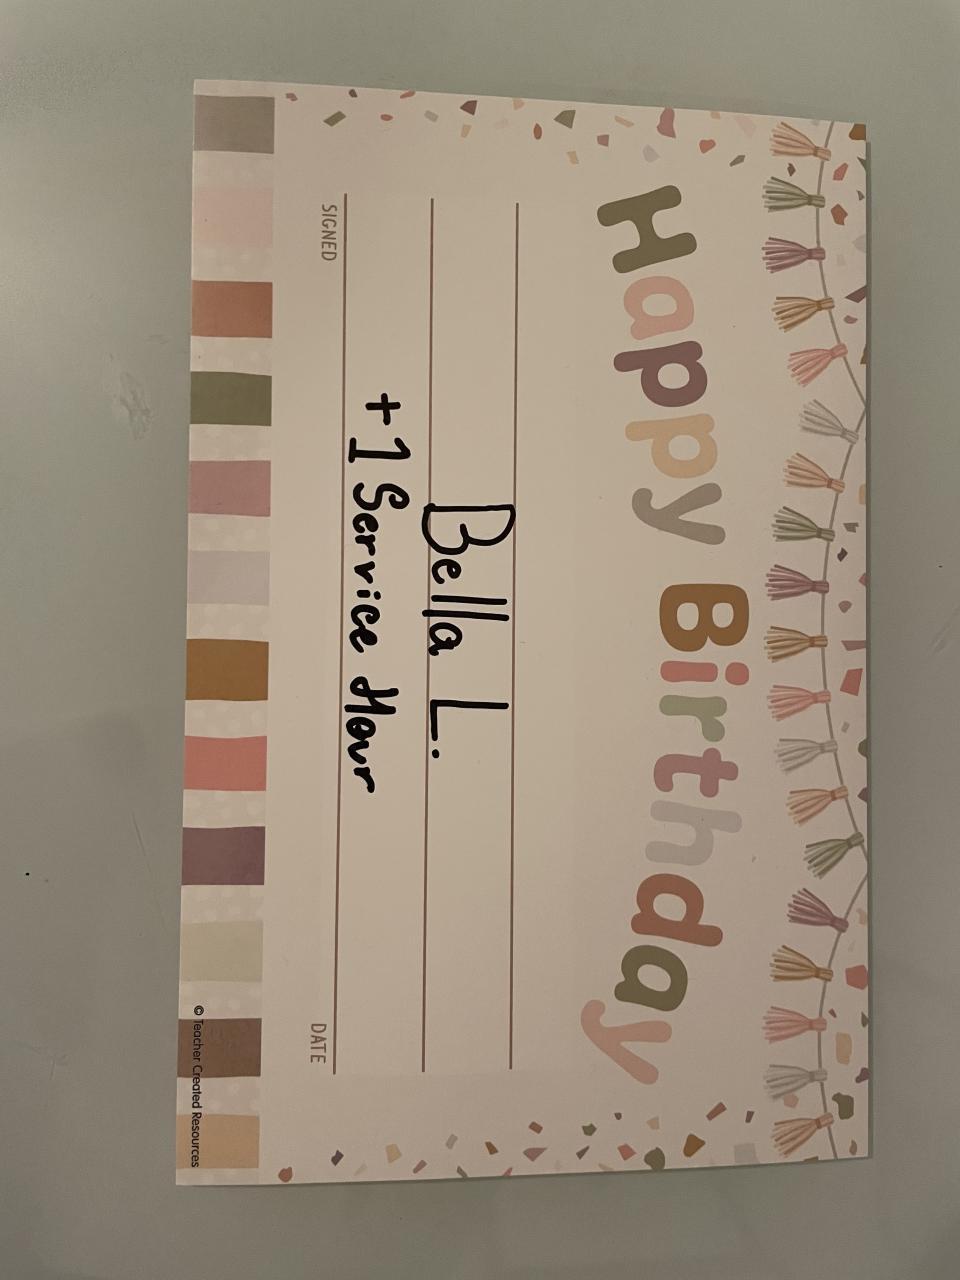 Happy Birthday
Bella L.
+1 Service Hour
SIGNED DATE
© Teacher Created Resources